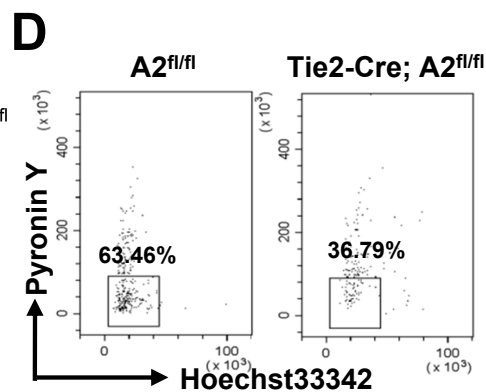 D
A2fl/fl
Tie2-Cre; A2fl/fl
fl
Pyronin Y
(x 10³)
400
200
0
63.46%
0
100
(x 10³)
(x 10³)
400
200
0
36.79%
0
100
(x 10³)
Hoechst33342